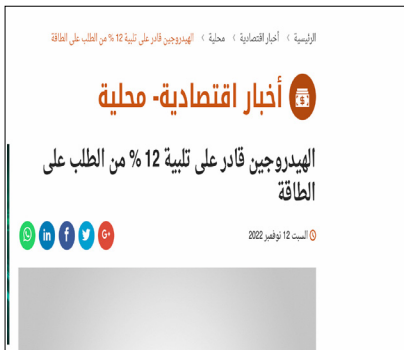 الرئيسية › أخبار اقتصادية › محلية › الهيدروجين قادر على تلبية 12 % من الطلب على الطاقة
أخبار اقتصادية- محلية
الهيدروجين قادر على تلبية 12 % من الطلب على
الطاقة
السبت 12 نوفمبر 2022